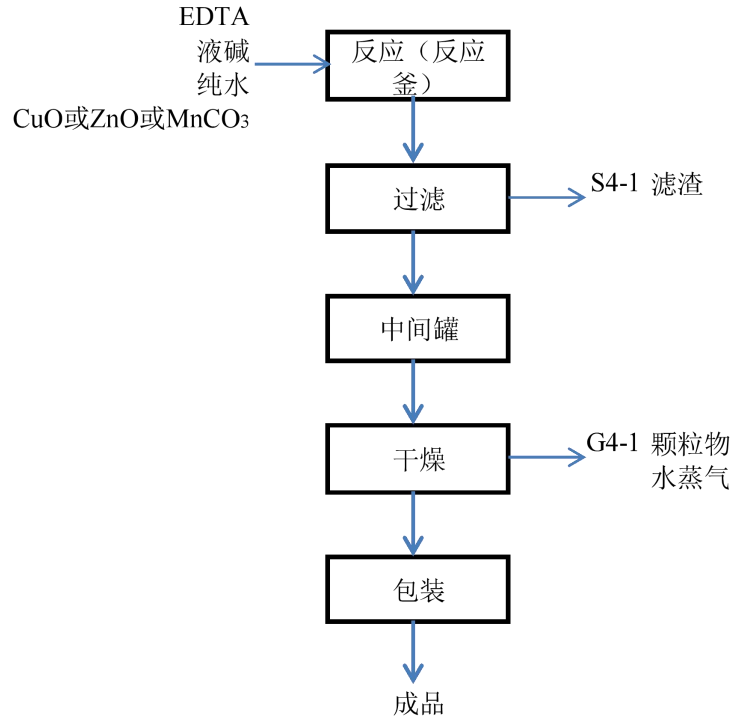 EDTA
液碱
纯水
CuO或ZnO或MnCO3
反应（反应
釜）
过滤
S4-1 滤渣
中间罐
干燥
G4-1 颗粒物
水蒸气
包装
成品